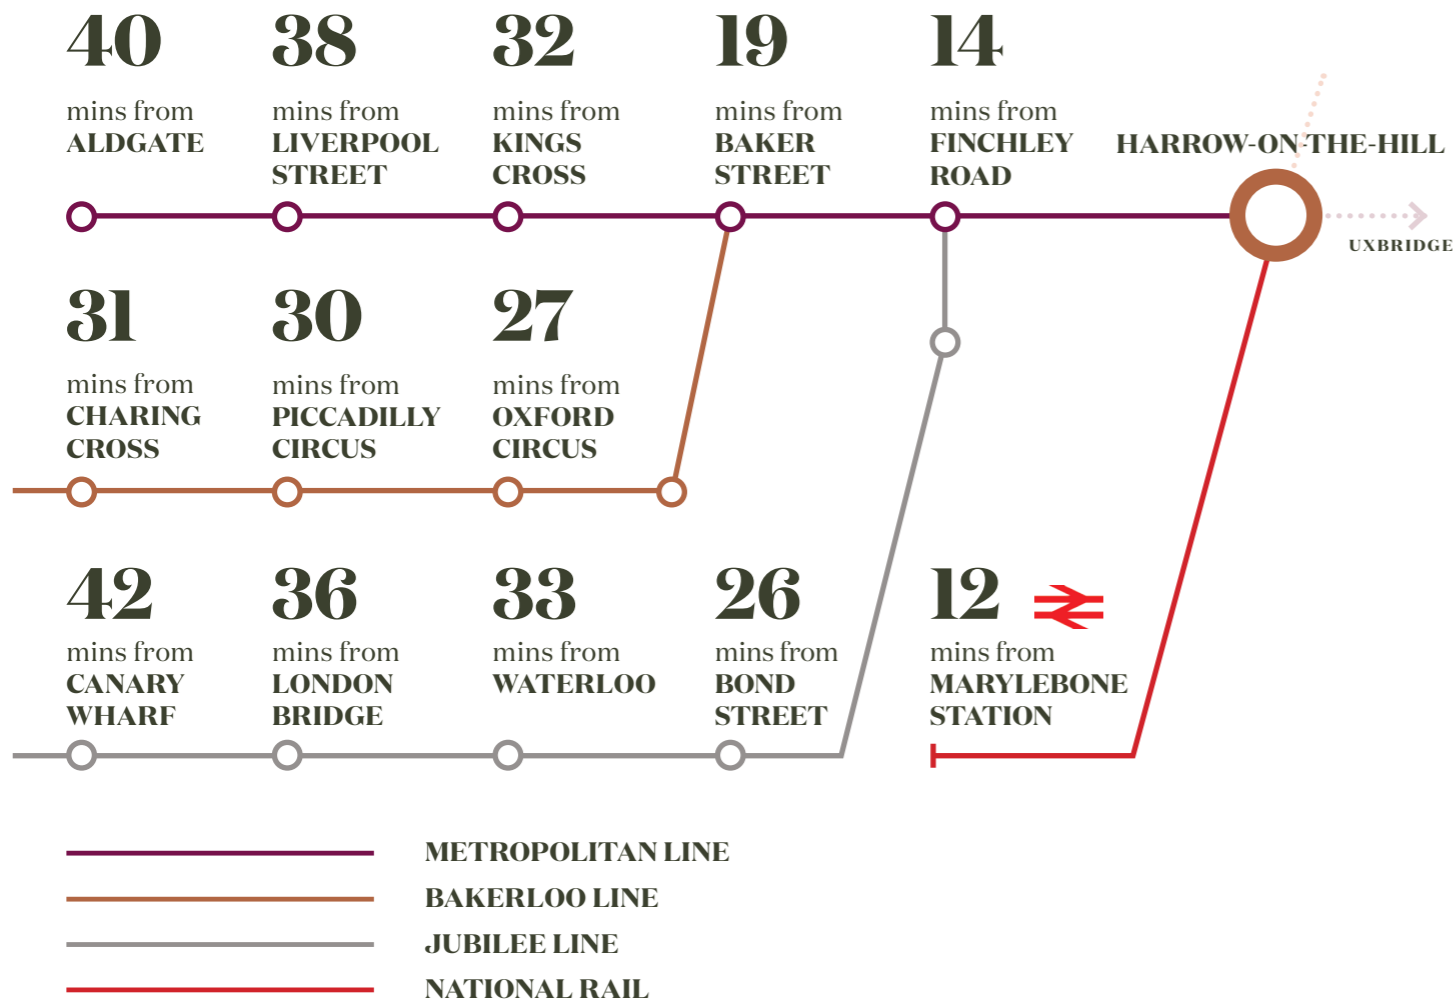 40
mins from
ALDGATE
38
mins from
LIVERPOOL
STREET
32
mins from
KINGS
CROSS
19
mins from
BAKER
STREET
14
mins from
FINCHLEY
ROAD
HARROW-ON-THE-HILL
UXBRIDGE
31
mins from
CHARING
CROSS
30
mins from
PICCADILLY
CIRCUS
27
mins from
OXFORD
CIRCUS
42
mins from
CANARY
WHARF
36
mins from
LONDON
BRIDGE
33
mins from
WATERLOO
26
mins from
BOND
STREET
12
mins from
MARYLEBONE
STATION
METROPOLITAN LINE
BAKERLOO LINE
JUBILEE LINE
NATIONAL RAIL